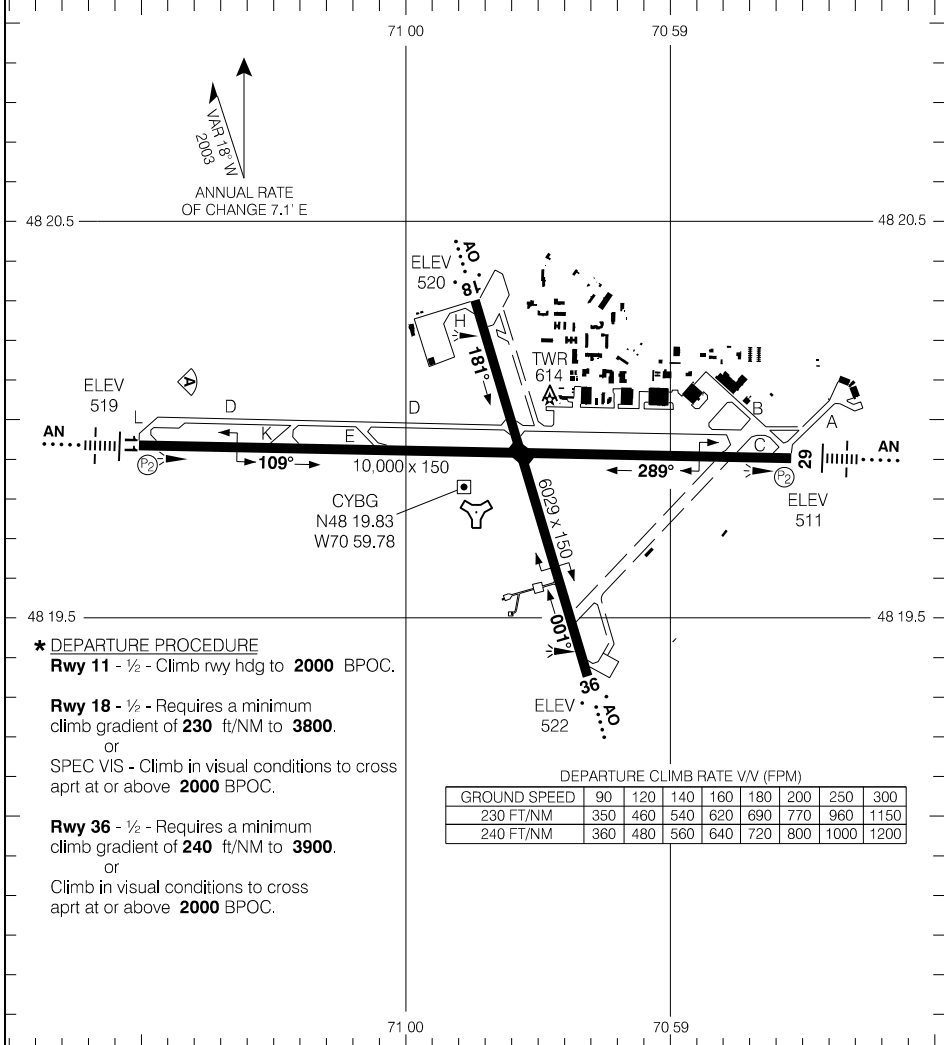 71 00
70 59
VAR 18° W
2003
ANNUAL RATE
OF CHANGE 7.1' E
48 20.5
48 20.5
AO
ELEV
520
18
H
181°
TWR
614
A
ELEV
519
L
D
D
B
A
AN
11
K
E
C
29
AN
P2
109°
10,000 x 150
289°
P2
ELEV
511
CYBG
N48 19.83
W70 59.78
6029 x 150
48 19.5
48 19.5
001°
36
AO
ELEV
522
* DEPARTURE PROCEDURE
Rwy 11 - ½ - Climb rwy hdg to 2000 BPOC.
Rwy 18 - ½ - Requires a minimum
climb gradient of 230 ft/NM to 3800.
or
SPEC VIS - Climb in visual conditions to cross
aprt at or above 2000 BPOC.
Rwy 36 - ½ - Requires a minimum
climb gradient of 240 ft/NM to 3900.
or
Climb in visual conditions to cross
aprt at or above 2000 BPOC.
DEPARTURE CLIMB RATE V/V (FPM)
GROUND SPEED 90 120 140 160 180 200 250 300
230 FT/NM 350 460 540 620 690 770 960 1150
240 FT/NM 360 480 560 640 720 800 1000 1200
71 00
70 59